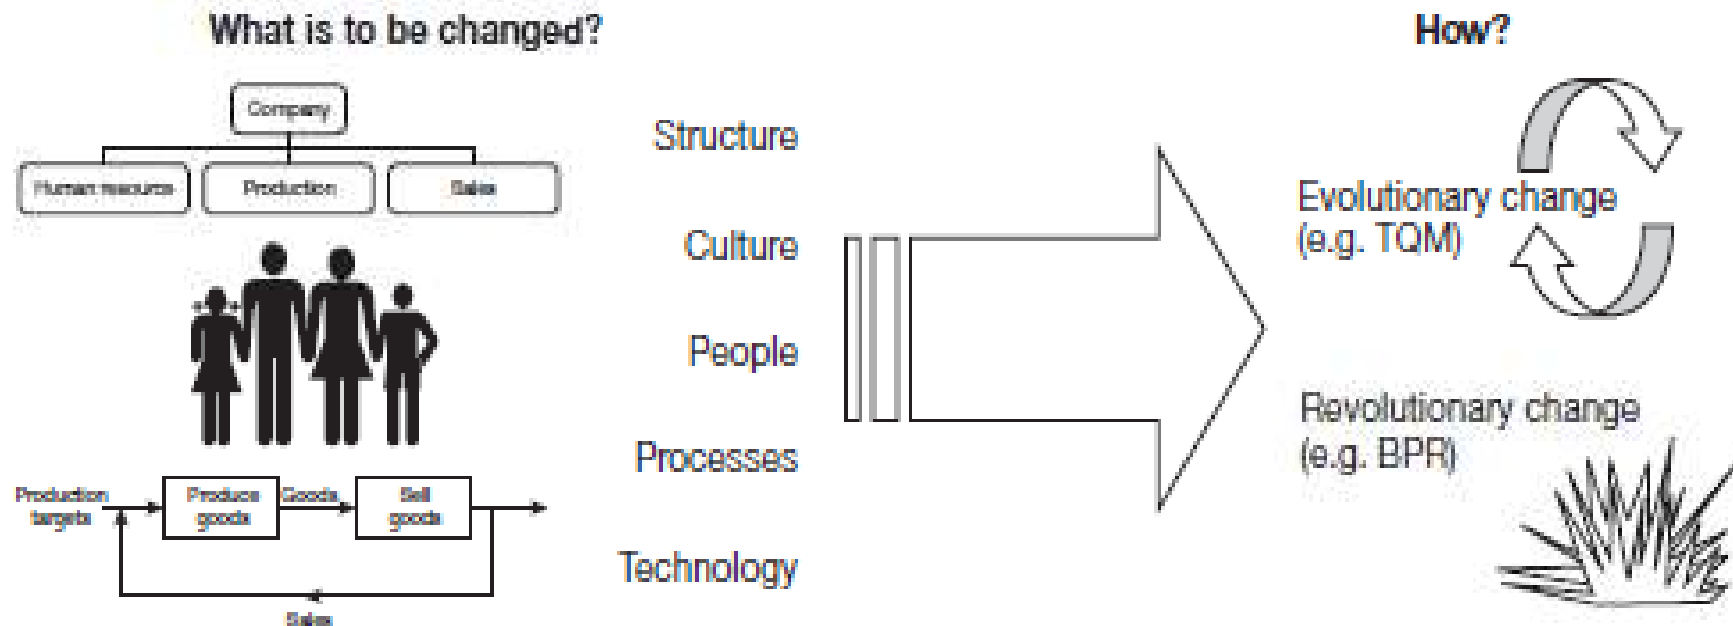 What is to be changed?
How?
Company
Human resource
Production
Sales
Structure
Culture
People
Processes
Technology
Production
targets
Produce
goods
Goods
Sell
goods
Sales
Evolutionary change
(e.g. TQM)
Revolutionary change
(e.g. BPR)